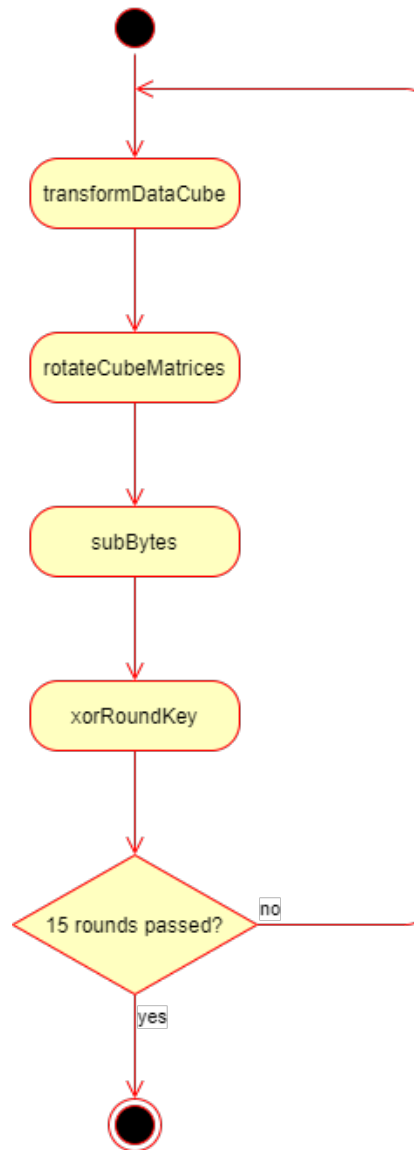 transformDataCube
rotateCubeMatrices
subBytes
xorRoundKey
15 rounds passed?
no
yes